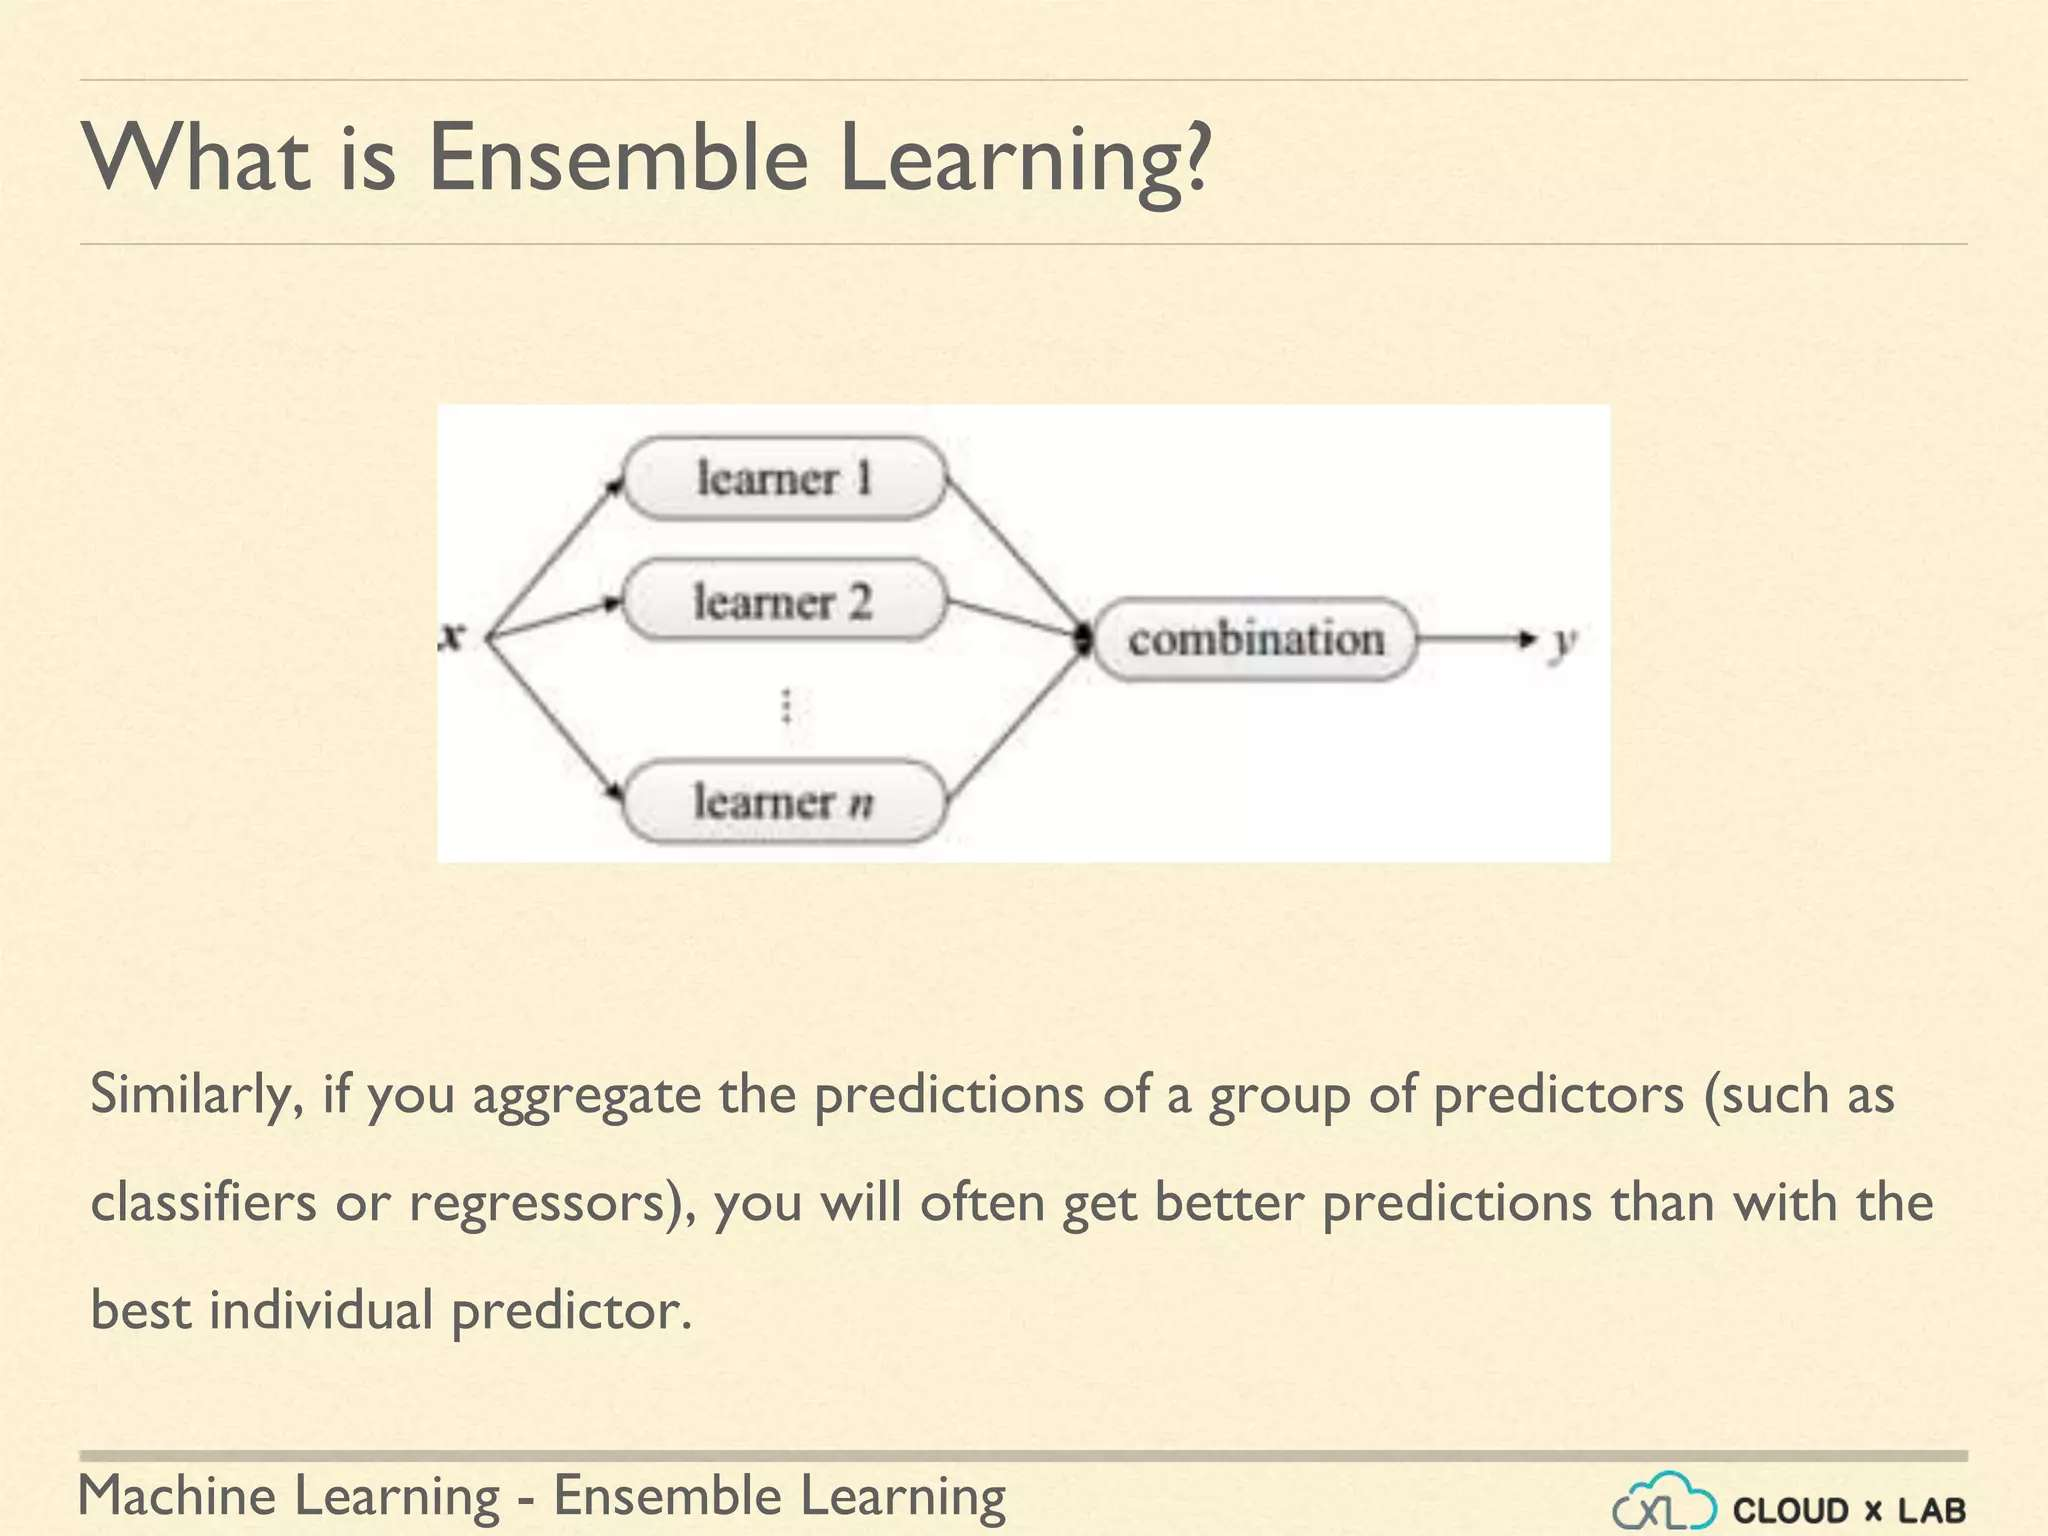 What is Ensemble Learning?
learner 1
learner 2
x
combination
y
learner n
Similarly, if you aggregate the predictions of a group of predictors (such as
classifiers or regressors), you will often get better predictions than with the
best individual predictor.
Machine Learning - Ensemble Learning
CXL CLOUD x LAB